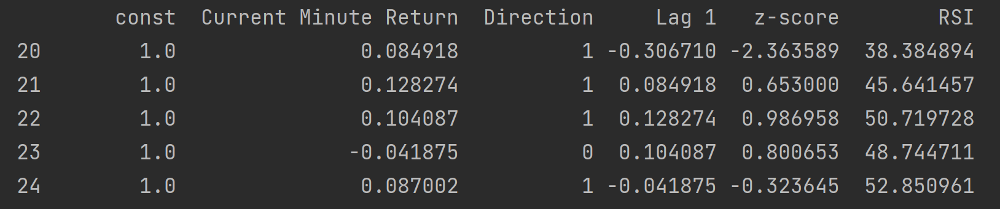 const Current Minute Return Direction Lag 1 z-score RSI
20 1.0 0.084918 1 -0.306710 -2.363589 38.384894
21 1.0 0.128274 1 0.084918 0.653000 45.641457
22 1.0 0.104087 1 0.128274 0.986958 50.719728
23 1.0 -0.041875 0 0.104087 0.800653 48.744711
24 1.0 0.087002 1 -0.041875 -0.323645 52.850961